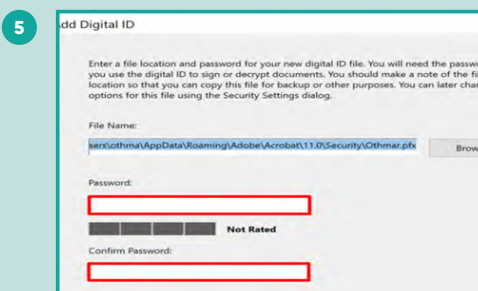 5
dd Digital ID
Enter a file location and password for your new digital ID file. You will need the passw
you use the digital ID to sign or decrypt documents. You should make a note of the fil
location so that you can copy this file for backup or other purposes. You can later char
options for this file using the Security Settings dialog.
File Name:
sers\othma\AppData\Roaming\Adobe\Acrobat\11.0\Security\Othmar.pfx
Brow
Password:
Not Rated
Confirm Password: